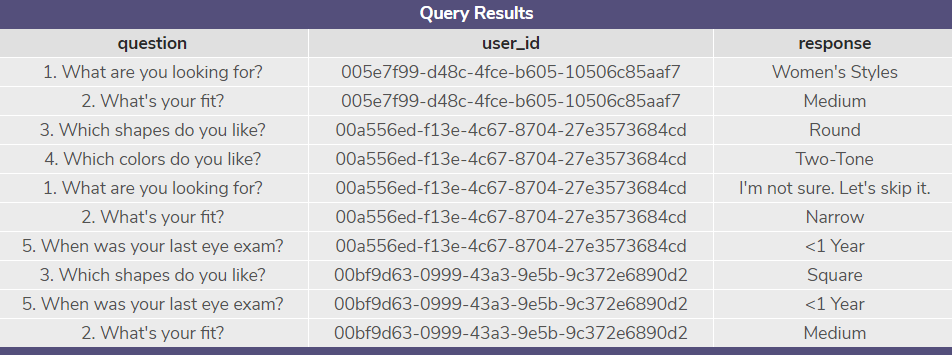 Query Results
question user_id response
1. What are you looking for? 005e7f99-d48c-4fce-b605-10506c85aaf7 Women's Styles
2. What's your fit? 005e7f99-d48c-4fce-b605-10506c85aaf7 Medium
3. Which shapes do you like? 00a556ed-f13e-4c67-8704-27e3573684cd Round
4. Which colors do you like? 00a556ed-f13e-4c67-8704-27e3573684cd Two-Tone
1. What are you looking for? 00a556ed-f13e-4c67-8704-27e3573684cd I'm not sure. Let's skip it.
2. What's your fit? 00a556ed-f13e-4c67-8704-27e3573684cd Narrow
5. When was your last eye exam? 00a556ed-f13e-4c67-8704-27e3573684cd <1 Year
3. Which shapes do you like? 00bf9d63-0999-43a3-9e5b-9c372e6890d2 Square
5. When was your last eye exam? 00bf9d63-0999-43a3-9e5b-9c372e6890d2 <1 Year
2. What's your fit? 00bf9d63-0999-43a3-9e5b-9c372e6890d2 Medium